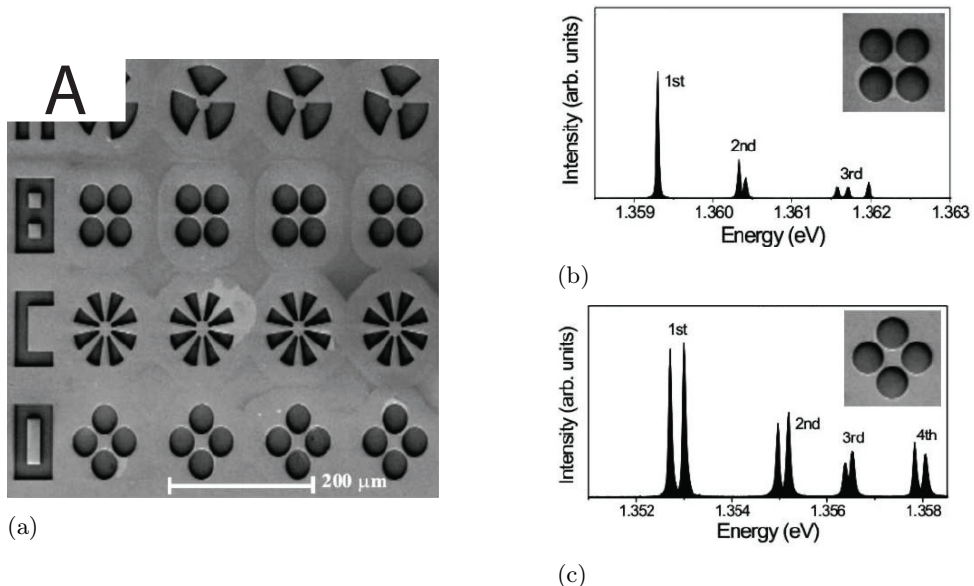 A
B
C
D
200 μm
(a)
Intensity (arb. units)
1st
2nd
3rd
1.359
1.360
1.361
1.362
1.363
Energy (eV)
(b)
Intensity (arb. units)
1st
2nd
3rd
4th
1.352
1.354
1.356
1.358
Energy (eV)
(c)